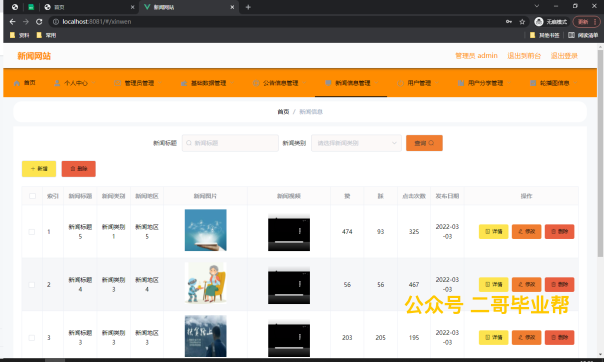 首页
新闻网站
localhost:8081/#/xinwen
无痕模式
更新
资料
常用
其他书签
阅读清单
新闻网站
管理员 admin
退出到前台
退出登录
首页
个人中心
管理员管理
基础数据管理
公告信息管理
新闻信息管理
用户管理
用户分享管理
轮播图信息
首页 / 新闻信息
新闻标题
新闻标题
新闻类别
请选择新闻类别
查询
新增
删除
索引 新闻标题 新闻类别 新闻地区 新闻图片 新闻视频 赞 踩 点击次数 发布日期 操作
1 新闻标题5 新闻类别1 新闻地区5 474 93 325 2022-03-03 详情 修改 删除
2 新闻标题4 新闻类别3 新闻地区4 56 56 467 2022-03-03 详情 修改 删除
3 新闻标题3 新闻类别3 新闻地区3 203 205 195 2022-03-03 详情 修改 删除
公众号 二哥毕业帮